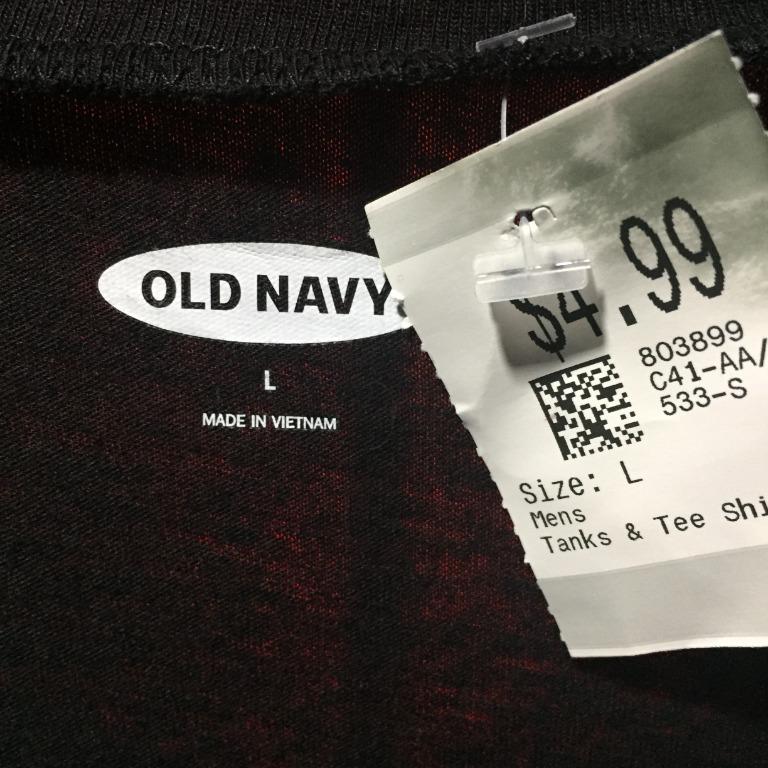 OLD NAVY
L
MADE IN VIETNAM
$4.99
803899
C41-AA/
533-S
Size: L
Mens
Tanks & Tee